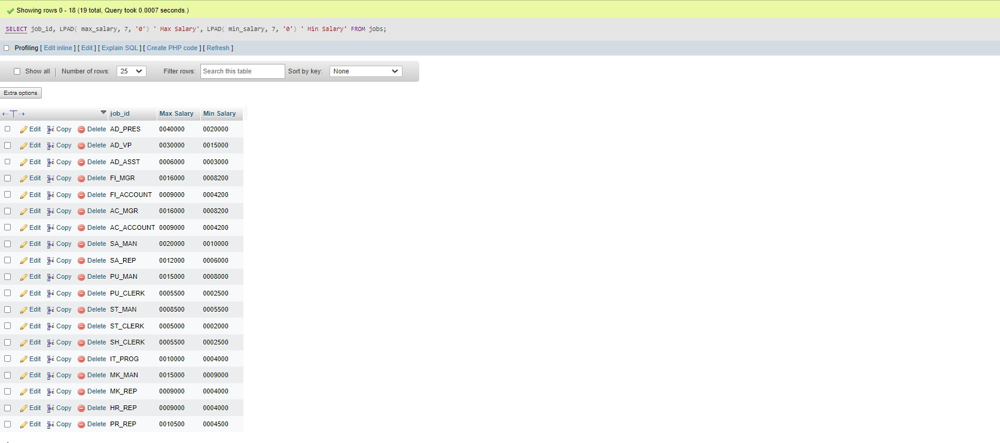 Showing rows 0 - 18 (19 total, Query took 0.0007 seconds.)
SELECT job_id, LPAD( max_salary, 7, '0') ' Max Salary', LPAD( min_salary, 7, '0') ' Min Salary' FROM jobs;
Profiling [ Edit inline ] [ Edit ] [ Explain SQL ] [ Create PHP code ] [ Refresh ]
Show all | Number of rows: 25 Filter rows: Search this table Sort by key: None
Extra options
←T→ job_id Max Salary Min Salary
Edit Copy Delete AD_PRES 0040000 0020000
Edit Copy Delete AD_VP 0030000 0015000
Edit Copy Delete AD_ASST 0006000 0003000
Edit Copy Delete FI_MGR 0016000 0008200
Edit Copy Delete FI_ACCOUNT 0009000 0004200
Edit Copy Delete AC_MGR 0016000 0008200
Edit Copy Delete AC_ACCOUNT 0009000 0004200
Edit Copy Delete SA_MAN 0020000 0010000
Edit Copy Delete SA_REP 0012000 0006000
Edit Copy Delete PU_MAN 0015000 0008000
Edit Copy Delete PU_CLERK 0005500 0002500
Edit Copy Delete ST_MAN 0008500 0005500
Edit Copy Delete ST_CLERK 0005000 0002000
Edit Copy Delete SH_CLERK 0005500 0002500
Edit Copy Delete IT_PROG 0010000 0004000
Edit Copy Delete MK_MAN 0015000 0009000
Edit Copy Delete MK_REP 0009000 0004000
Edit Copy Delete HR_REP 0009000 0004000
Edit Copy Delete PR_REP 0010500 0004500